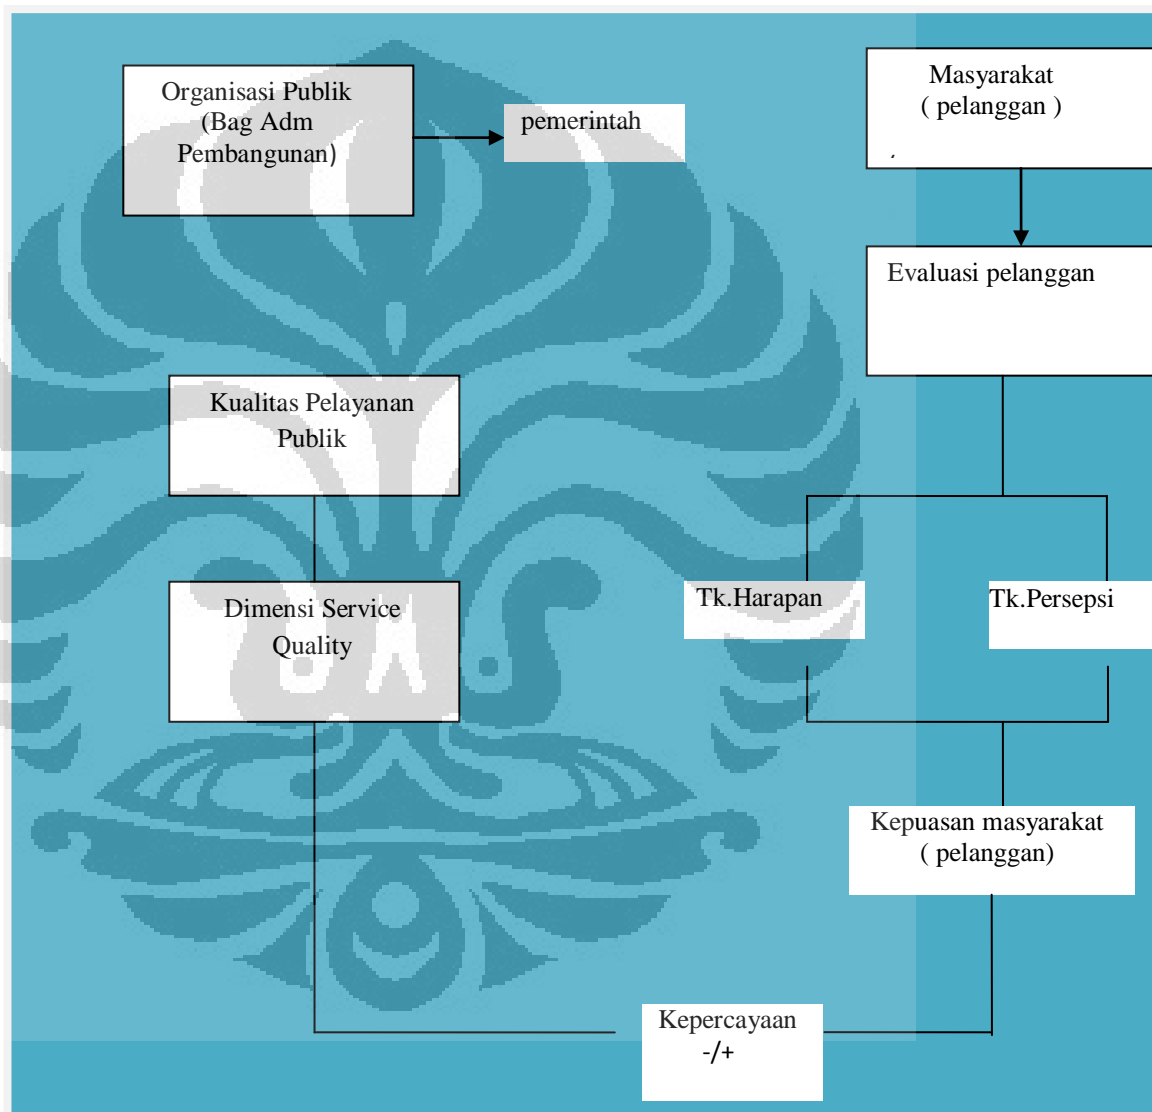 Organisasi Publik
(Bag Adm
Pembangunan)
pemerintah
Masyarakat
( pelanggan )
,
Evaluasi pelanggan
Kualitas Pelayanan
Publik
Dimensi Service
Quality
Tk.Harapan
Tk.Persepsi
Kepuasan masyarakat
( pelanggan)
Kepercayaan
-/+